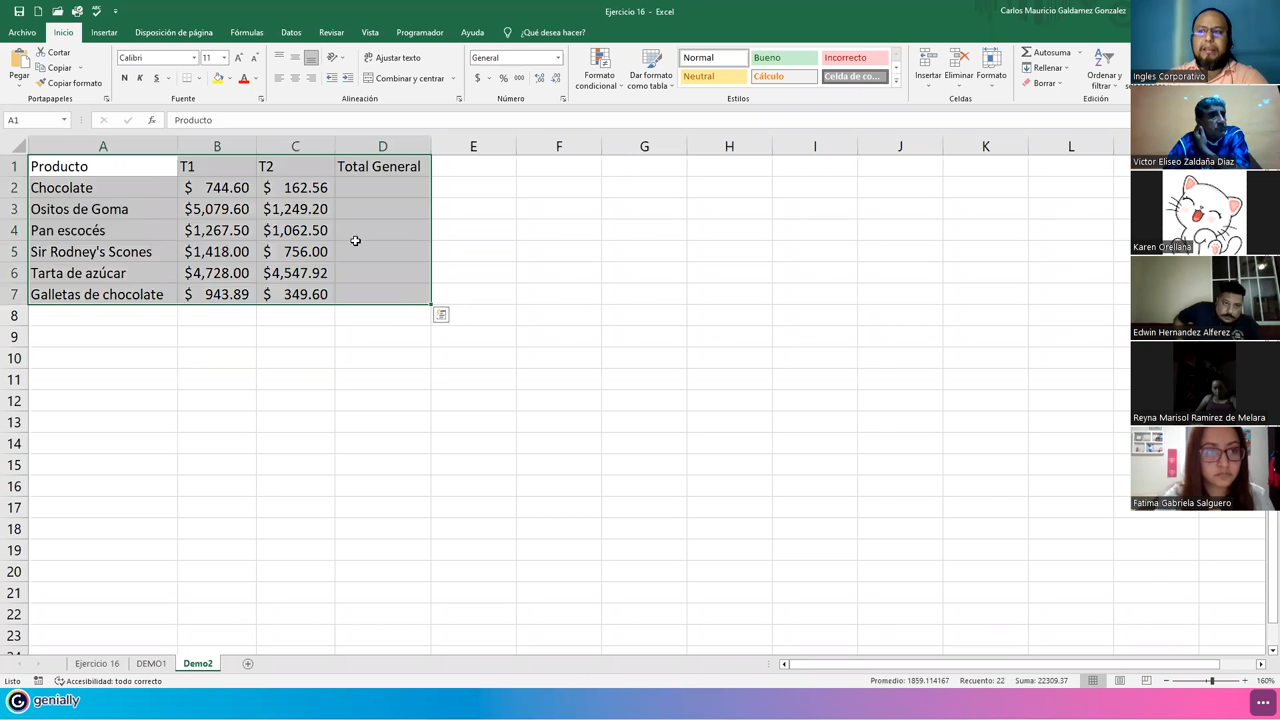 Ejercicio 16 - Excel
Carlos Mauricio Galdamez Gonzalez
Archivo Inicio Insertar Disposición de página Fórmulas Datos Revisar Vista Programador Ayuda ¿Qué desea hacer?
Pegar
Cortar
Copiar
Copiar formato
Portapapeles
Calibri 11
N K S
Fuente
Ajustar texto
Combinar y centrar
Alineación
General
$ % 000
Número
Formato condicional
Dar formato como tabla
Normal Bueno Incorrecto
Neutral Cálculo Celda de co...
Estilos
Insertar Eliminar Formato
Celdas
Autosuma
Rellenar
Borrar
Ordenar y
Edición
A1 fx Producto
A B C D E F G H I J K L
1 Producto T1 T2 Total General
2 Chocolate $ 744.60 $ 162.56
3 Ositos de Goma $5,079.60 $1,249.20
4 Pan escocés $1,267.50 $1,062.50
5 Sir Rodney's Scones $1,418.00 $ 756.00
6 Tarta de azúcar $4,728.00 $4,547.92
7 Galletas de chocolate $ 943.89 $ 349.60
8
9
10
11
12
13
14
15
16
17
18
19
20
21
22
23
Ejercicio 16 DEMO1 Demo2
Listo Accesibilidad: todo correcto Promedio: 1859.114167 Recuento: 22 Suma: 22309.37 160%
genially
Ingles Corporativo
Victor Eliseo Zaldaña Diaz
Karen Orellana
Edwin Hernandez Alferez
Reyna Marisol Ramírez de Melara
Fatima Gabriela Salguero